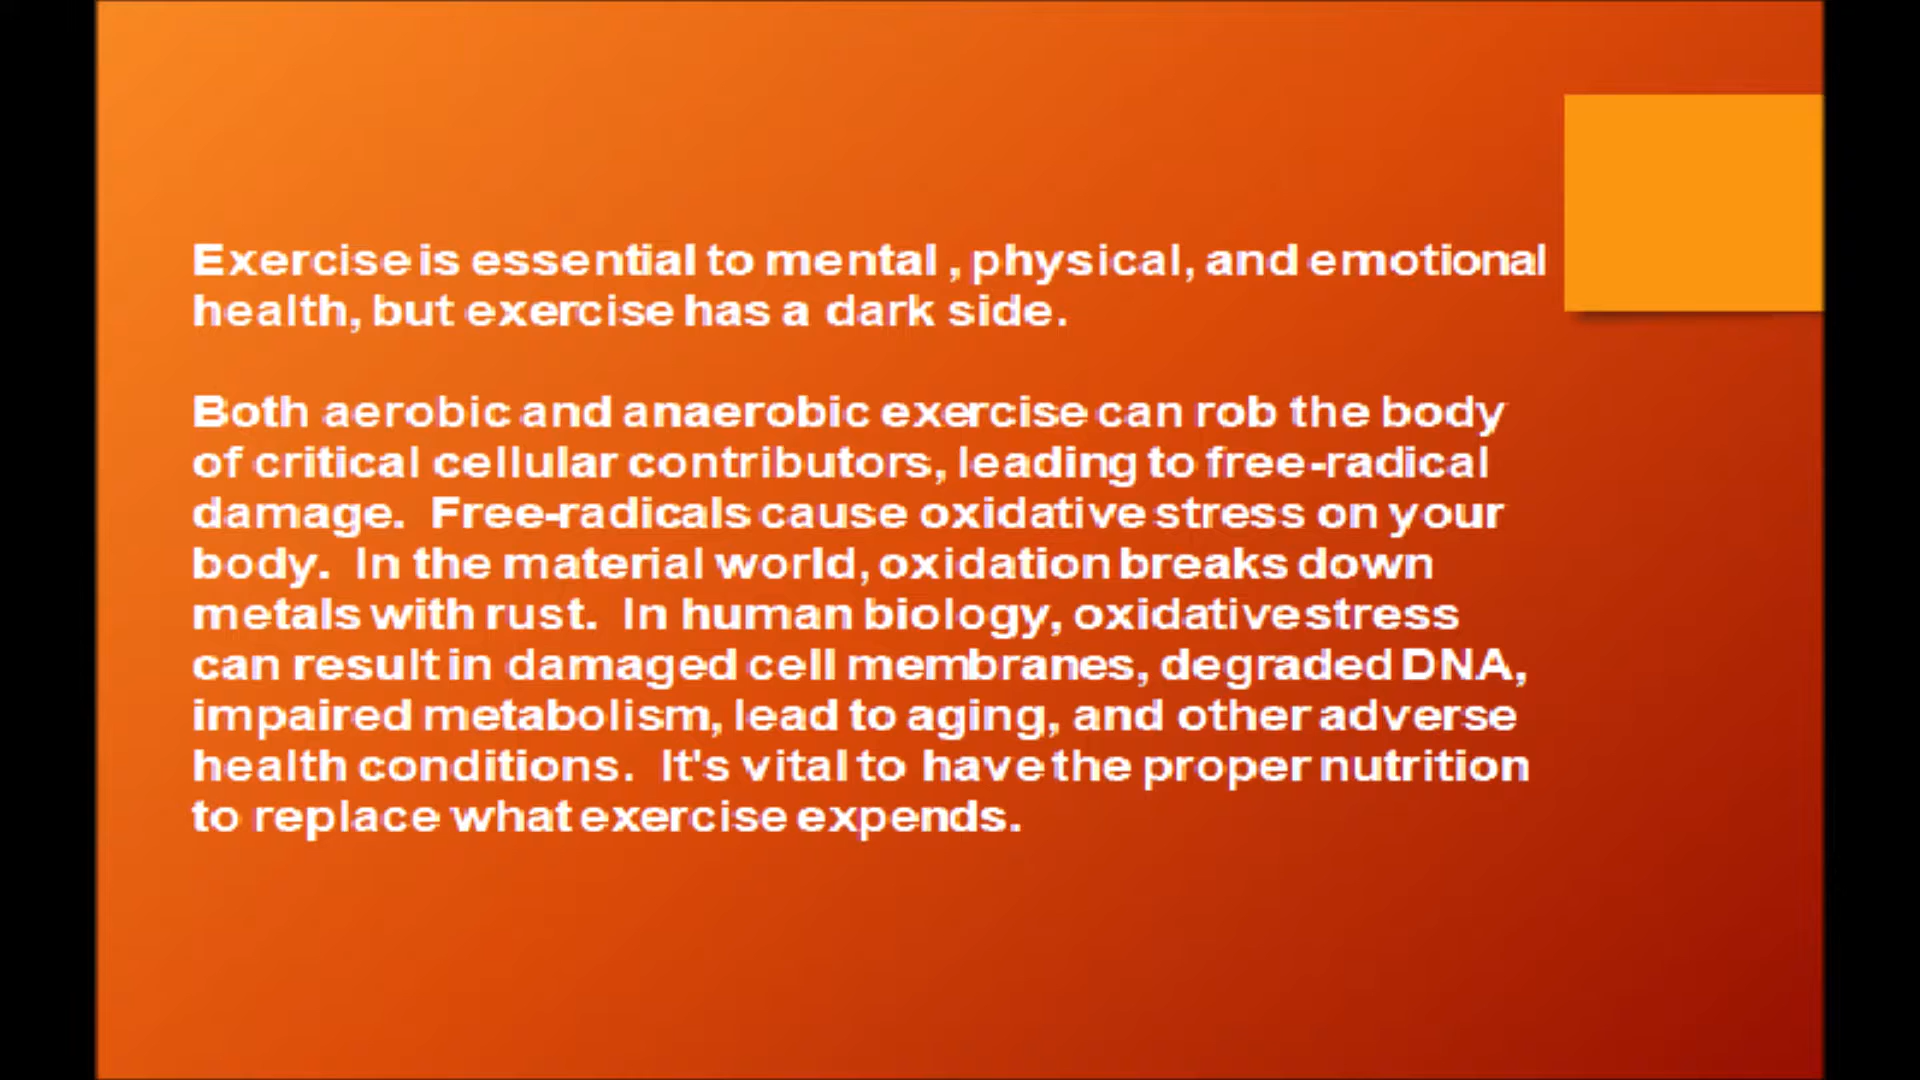 Exercise is essential to mental , physical, and emotional
health, but exercise has a dark side.
Both aerobic and anaerobic exercise can rob the body
of critical cellular contributors, leading to free-radical
damage. Free-radicals cause oxidative stress on your
body. In the material world, oxidation breaks down
metals with rust. In human biology, oxidative stress
can result in damaged cell membranes, degraded DNA,
impaired metabolism, lead to aging, and other adverse
health conditions. It's vital to have the proper nutrition
to replace what exercise expends.